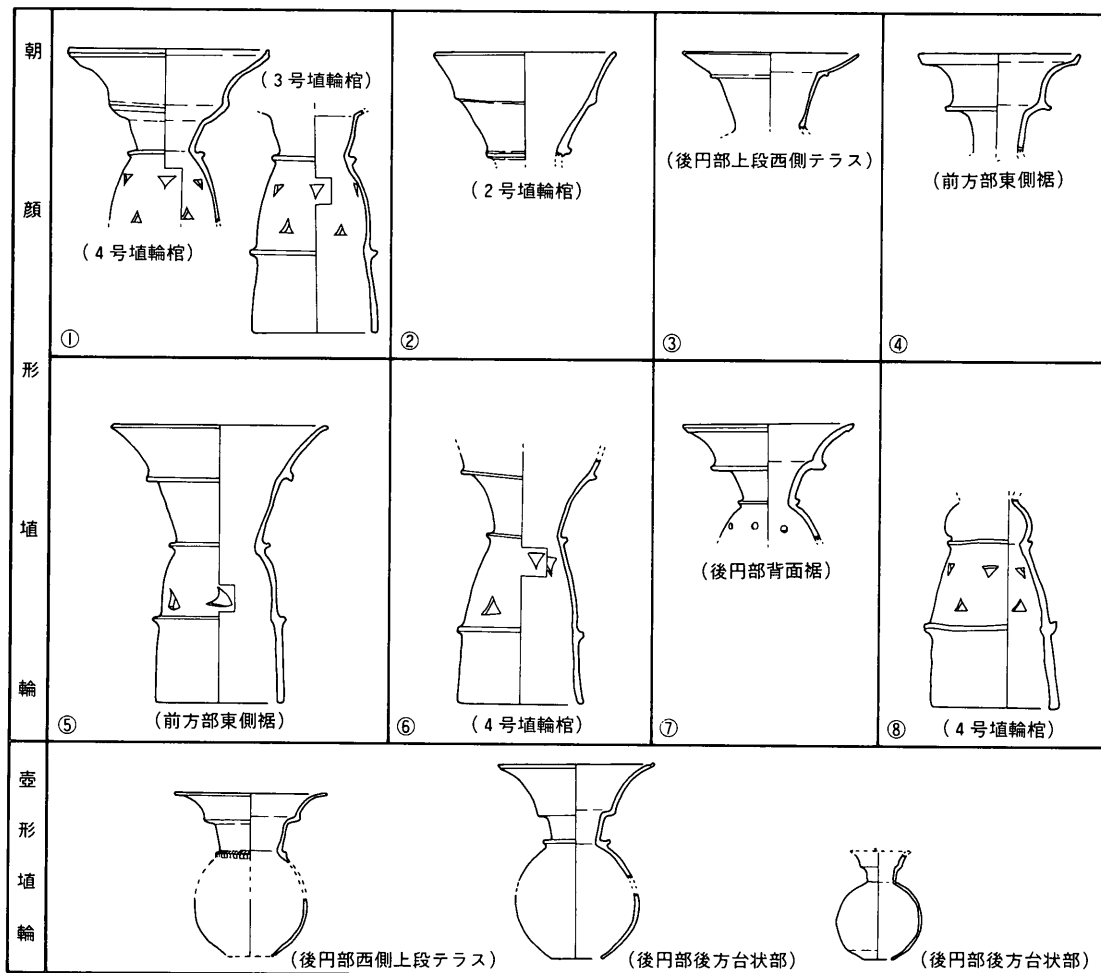 朝顔形埴輪
(3号埴輪棺)
(4号埴輪棺)
①
(2号埴輪棺)
②
(後円部上段西側テラス)
③
(前方部東側裾)
④
(前方部東側裾)
⑤
(4号埴輪棺)
⑥
(後円部背面裾)
⑦
(4号埴輪棺)
⑧
壺形埴輪
(後円部西側上段テラス)
(後円部後方台状部)
(後円部後方台状部)